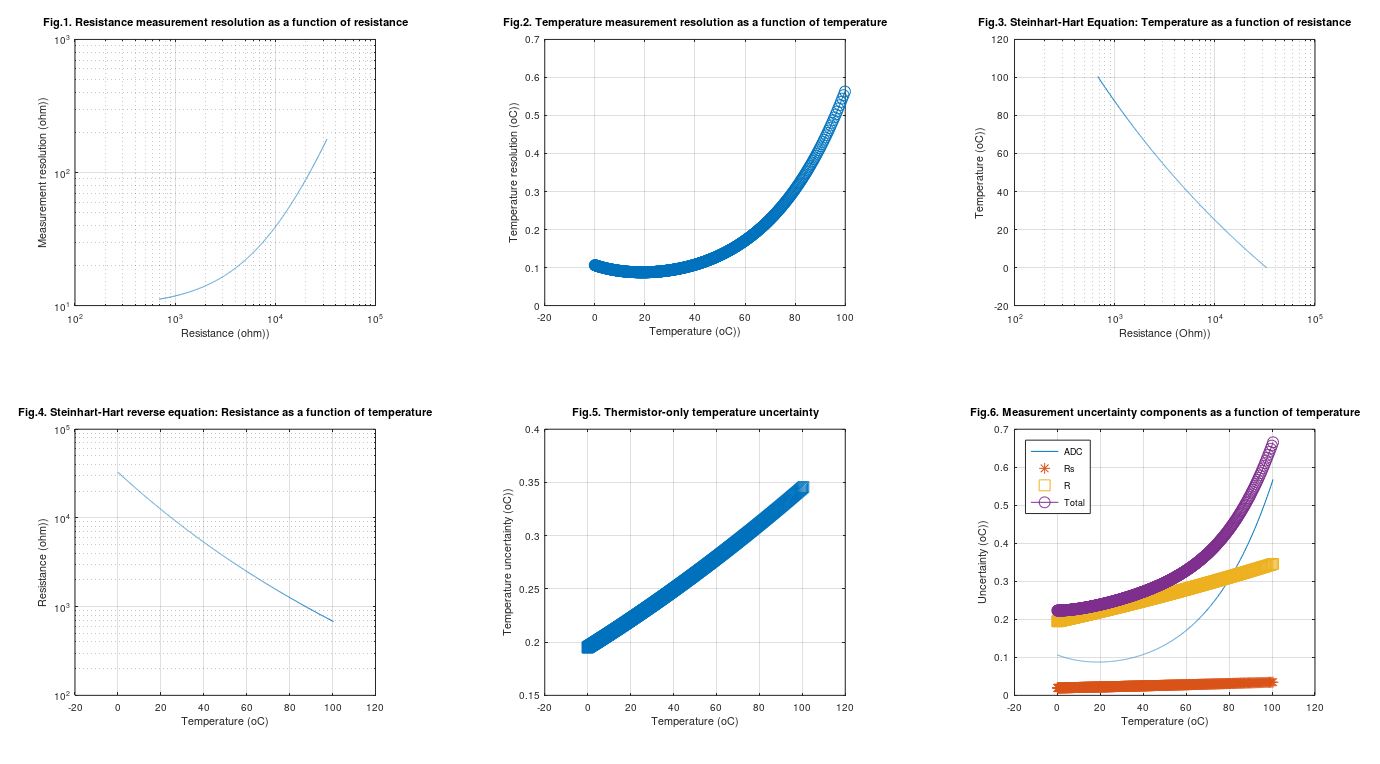 Fig.1. Resistance measurement resolution as a function of resistance
10^3
10^2
10^1
Measurement resolution (ohm))
10^2 10^3 10^4 10^5
Resistance (ohm))
Fig.2. Temperature measurement resolution as a function of temperature
0.7
0.6
0.5
0.4
0.3
0.2
0.1
0
Temperature resolution (oC))
-20 0 20 40 60 80 100
Temperature (oC))
Fig.3. Steinhart-Hart Equation: Temperature as a function of resistance
120
100
80
60
40
20
0
-20
Temperature (oC))
10^2 10^3 10^4 10^5
Resistance (Ohm))
Fig.4. Steinhart-Hart reverse equation: Resistance as a function of temperature
10^5
10^4
10^3
10^2
Resistance (ohm))
-20 0 20 40 60 80 100 120
Temperature (oC)
Fig.5. Thermistor-only temperature uncertainty
0.4
0.35
0.3
0.25
0.2
0.15
Temperature uncertainty (oC))
-20 0 20 40 60 80 100 120
Temperature (oC)
Fig.6. Measurement uncertainty components as a function of temperature
0.7
0.6
0.5
0.4
0.3
0.2
0.1
0
Uncertainty (oC))
ADC
Rs
R
Total
-20 0 20 40 60 80 100 120
Temperature (oC)